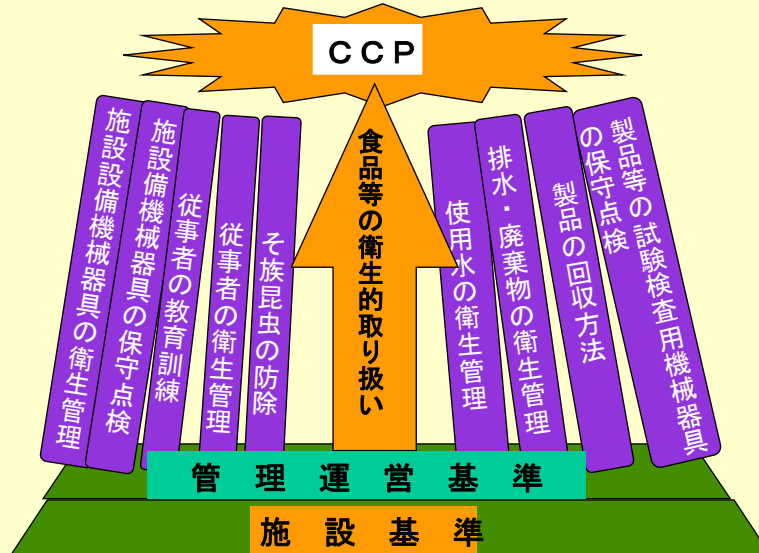 ＣＣＰ
施設設備機械器具の衛生管理
施設設備機械器具の保守点検
従事者の教育訓練
従事者の衛生管理
そ族昆虫の防除
食品等の衛生的取り扱い
使用水の衛生管理
排水・廃棄物の衛生管理
製品の回収方法
製品等の試験検査用機械器具
の保守点検
管理運営基準
施設基準